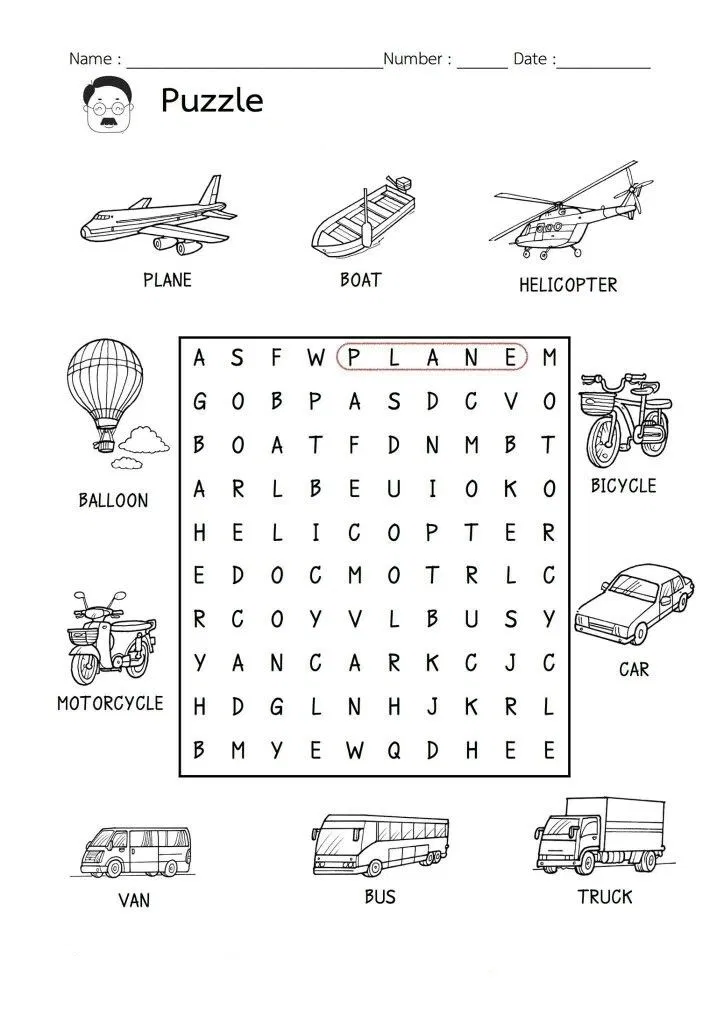 Name : Number : Date :
Puzzle
PLANE BOAT HELICOPTER
A S F W P L A N E M
G O B P A S D C V O
B O A T F D N M B T
A R L B E U I O K O
H E L I C O P T E R
E D O C M O T R L C
R C O Y V L B U S Y
Y A N C A R K C J C
H D G L N H J K R L
B M Y E W Q D H E E
BALLOON
BICYCLE
MOTORCYCLE
CAR
VAN BUS TRUCK